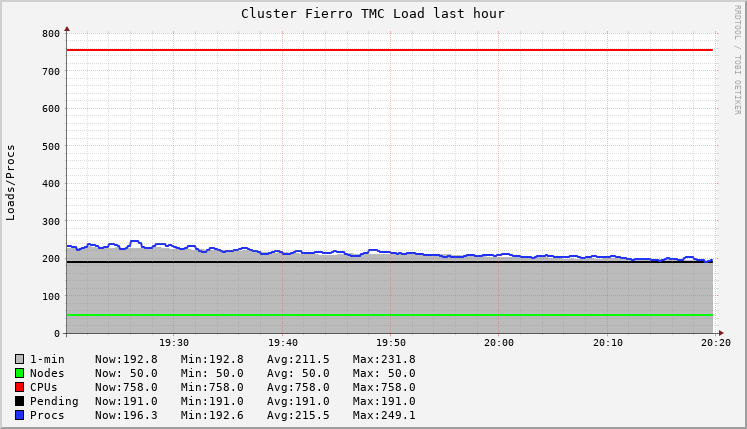 Cluster Fierro TMC Load last hour
RRDTOOL / TOBI OETIKER
Loads/Procs
800
700
600
500
400
300
200
100
0
19:30 19:40 19:50 20:00 20:10 20:20
1-min Now:192.8 Min:192.8 Avg:211.5 Max:231.8
Nodes Now: 50.0 Min: 50.0 Avg: 50.0 Max: 50.0
CPUs Now:758.0 Min:758.0 Avg:758.0 Max:758.0
Pending Now:191.0 Min:191.0 Avg:191.0 Max:191.0
Procs Now:196.3 Min:192.6 Avg:215.5 Max:249.1